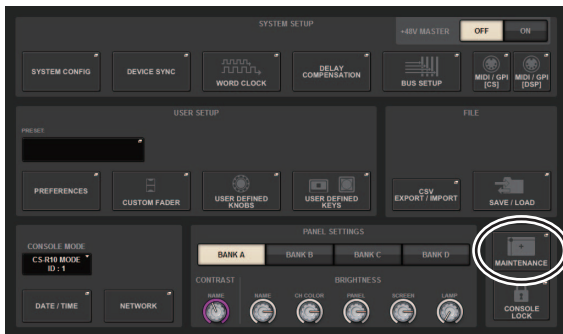 SYSTEM SETUP
+48V MASTER OFF ON
SYSTEM CONFIG
DEVICE SYNC
WORD CLOCK
DELAY
COMPENSATION
BUS SETUP
MIDI / GPI
[CS]
MIDI / GPI
[DSP]
USER SETUP
PRESET
PREFERENCES
CUSTOM FADER
USER DEFINED
KNOBS
USER DEFINED
KEYS
FILE
CSV
EXPORT / IMPORT
SAVE / LOAD
CONSOLE MODE
CS-R10 MODE
ID : 1
DATE / TIME
NETWORK
PANEL SETTINGS
BANK A BANK B BANK C BANK D
CONTRAST BRIGHTNESS
NAME NAME CH COLOR PANEL SCREEN LAMP
MAINTENANCE
CONSOLE
LOCK